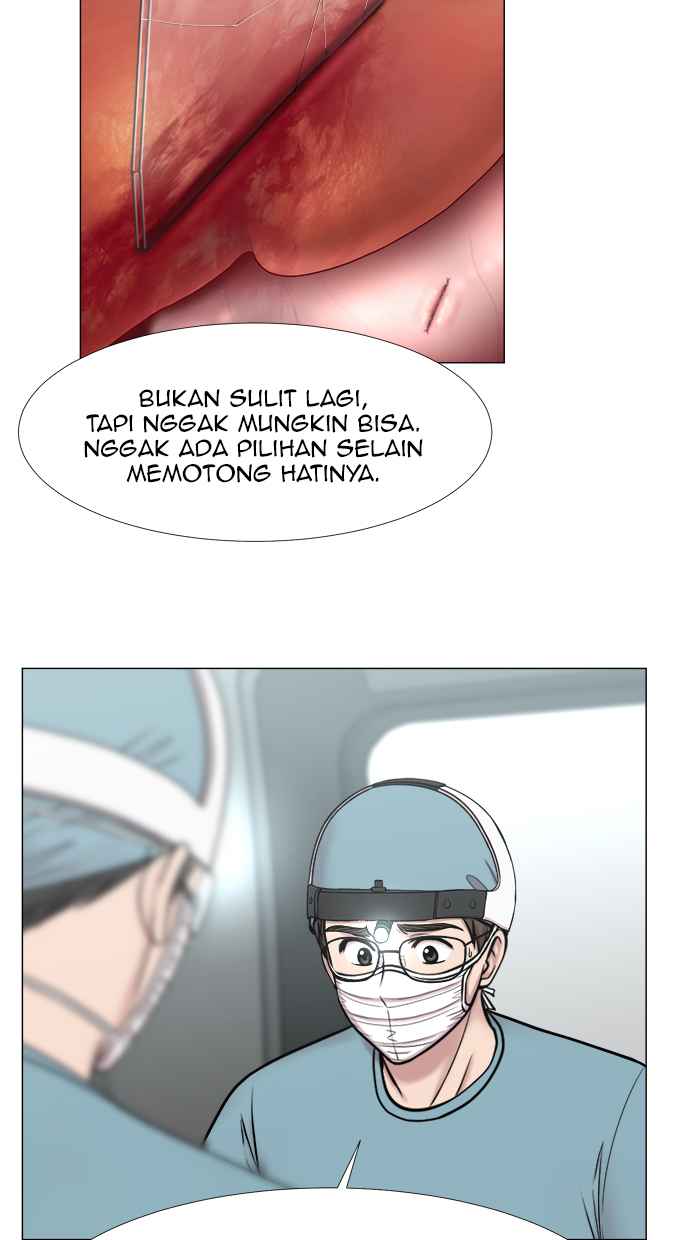 BUKAN SULIT LAGI,
TAPI NGGAK MUNGKIN BISA.
NGGAK ADA PILIHAN SELAIN
MEMOTONG HATINYA.